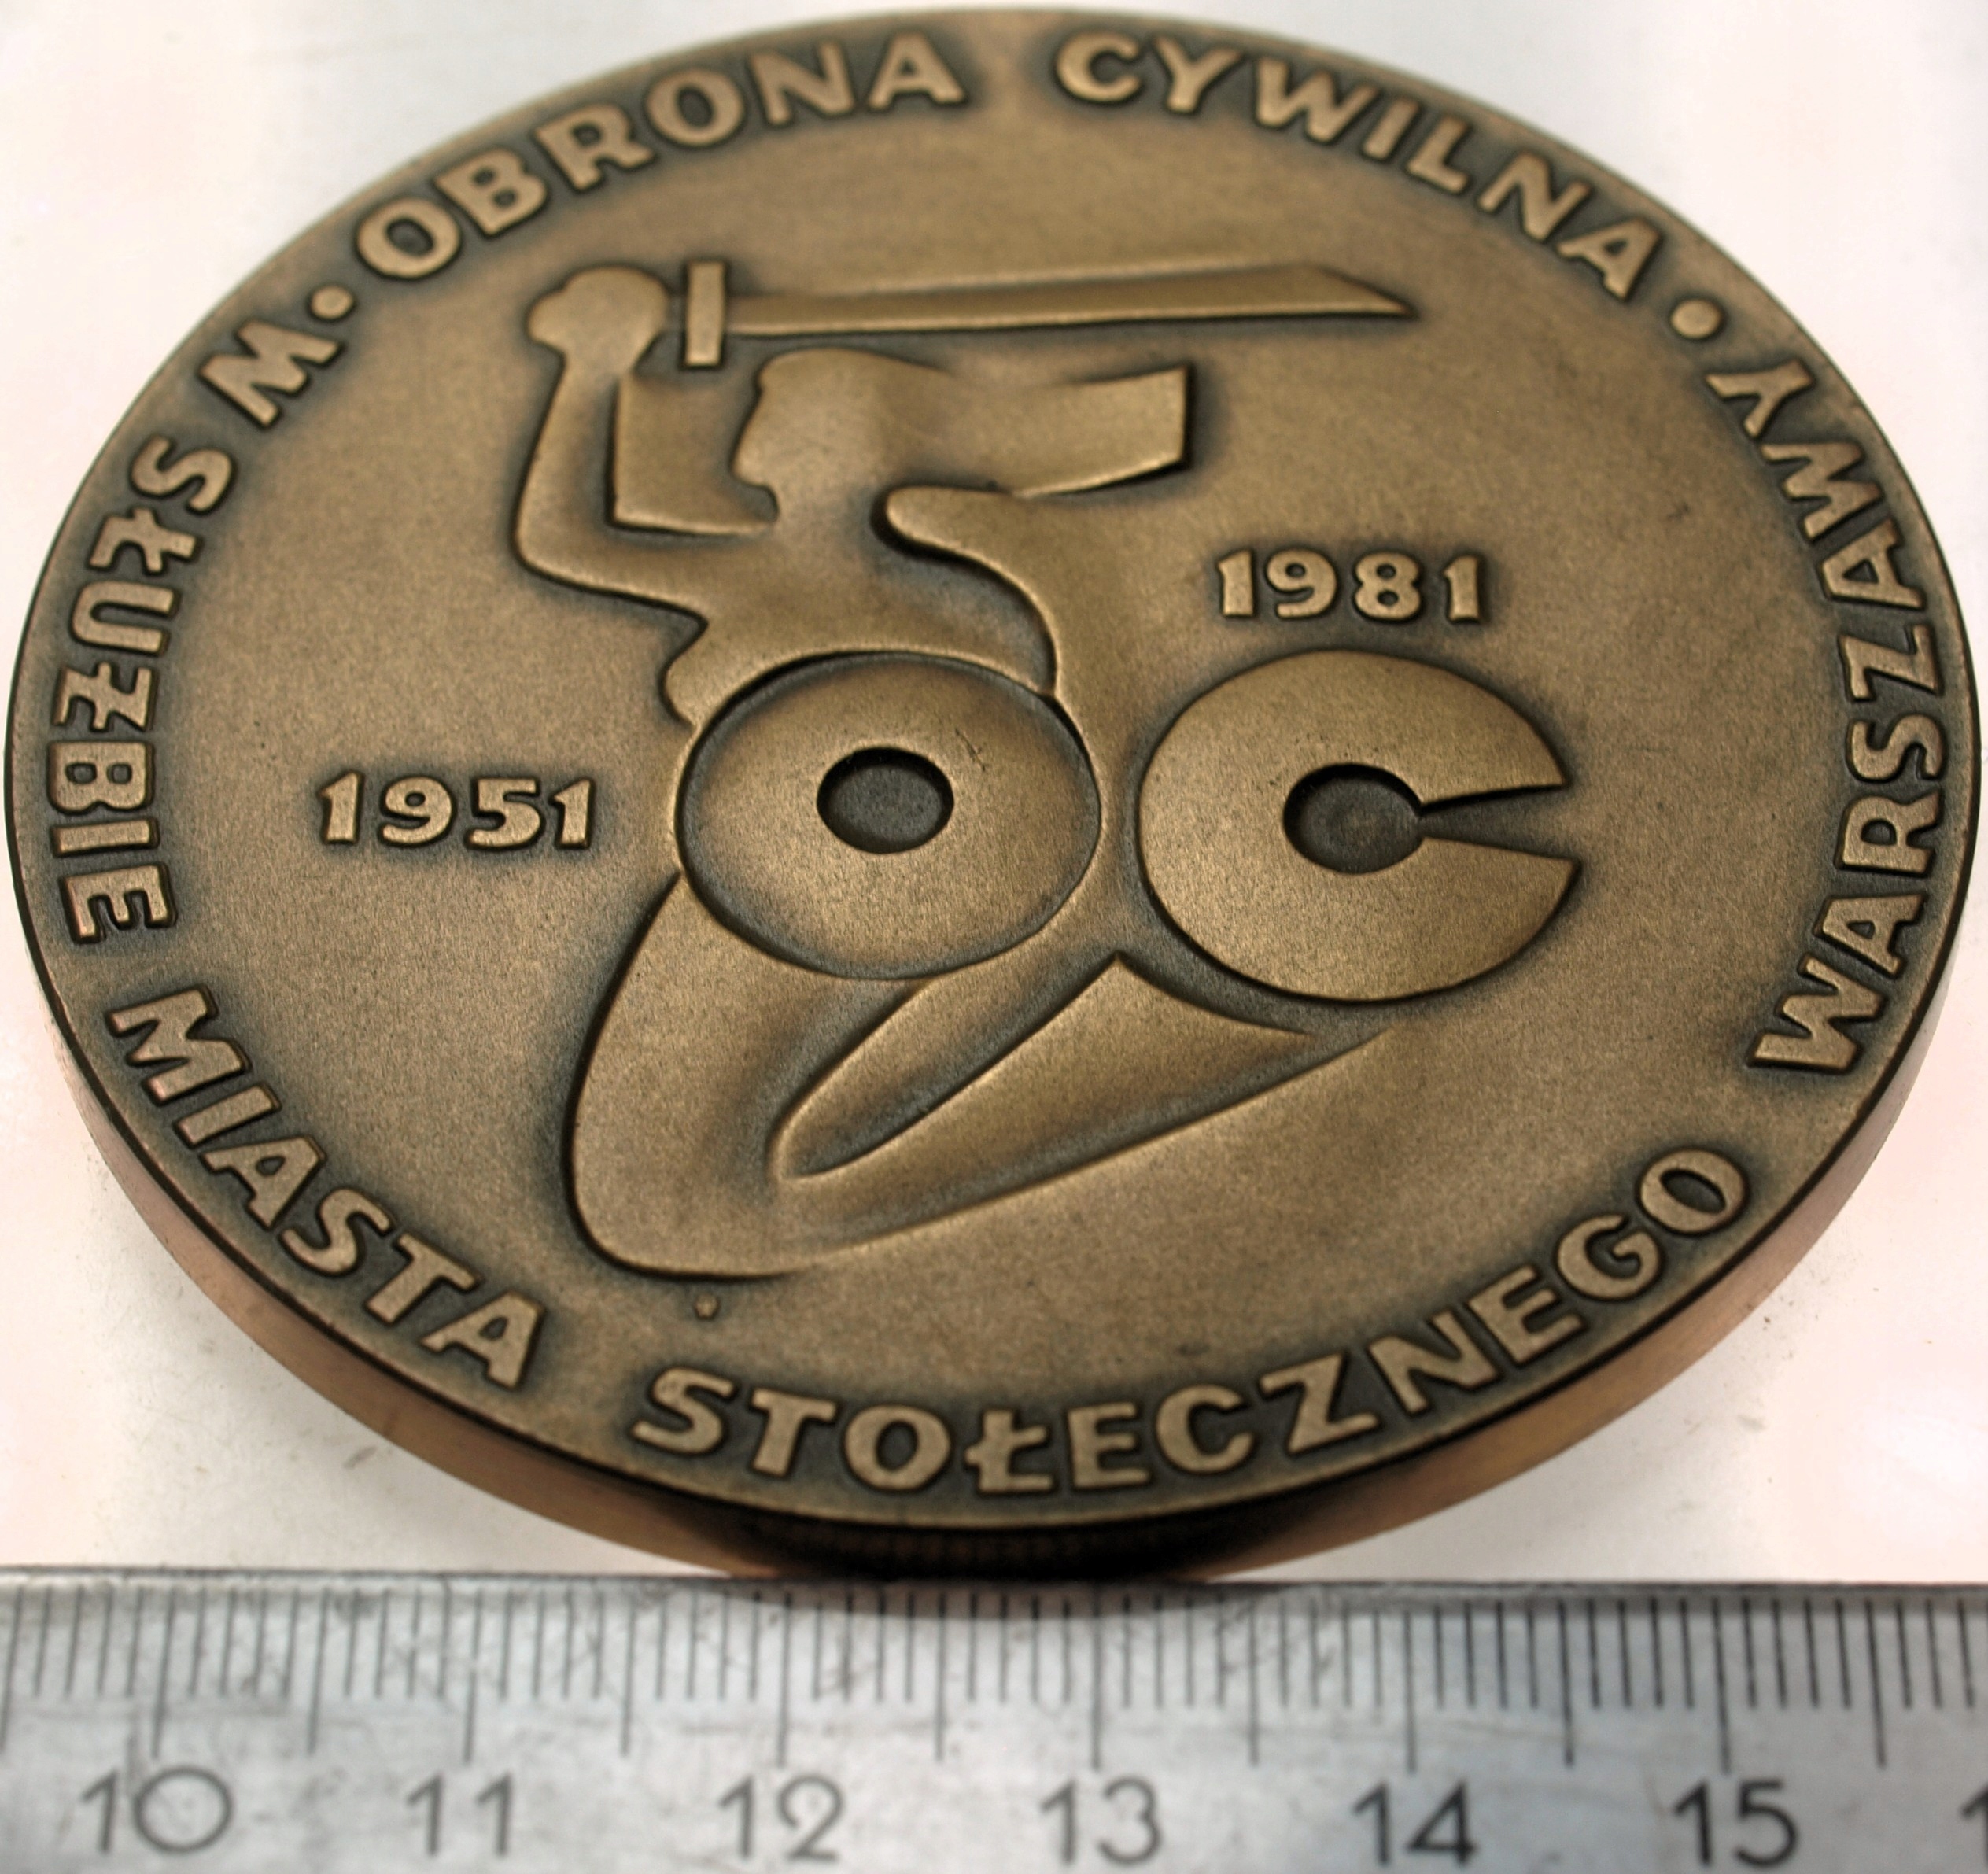 • OBRONA CYWILNA •
W SŁUŻBIE MIASTA STOŁECZNEGO WARSZAWY
1981
1951
OC
10 11 12 13 14 15